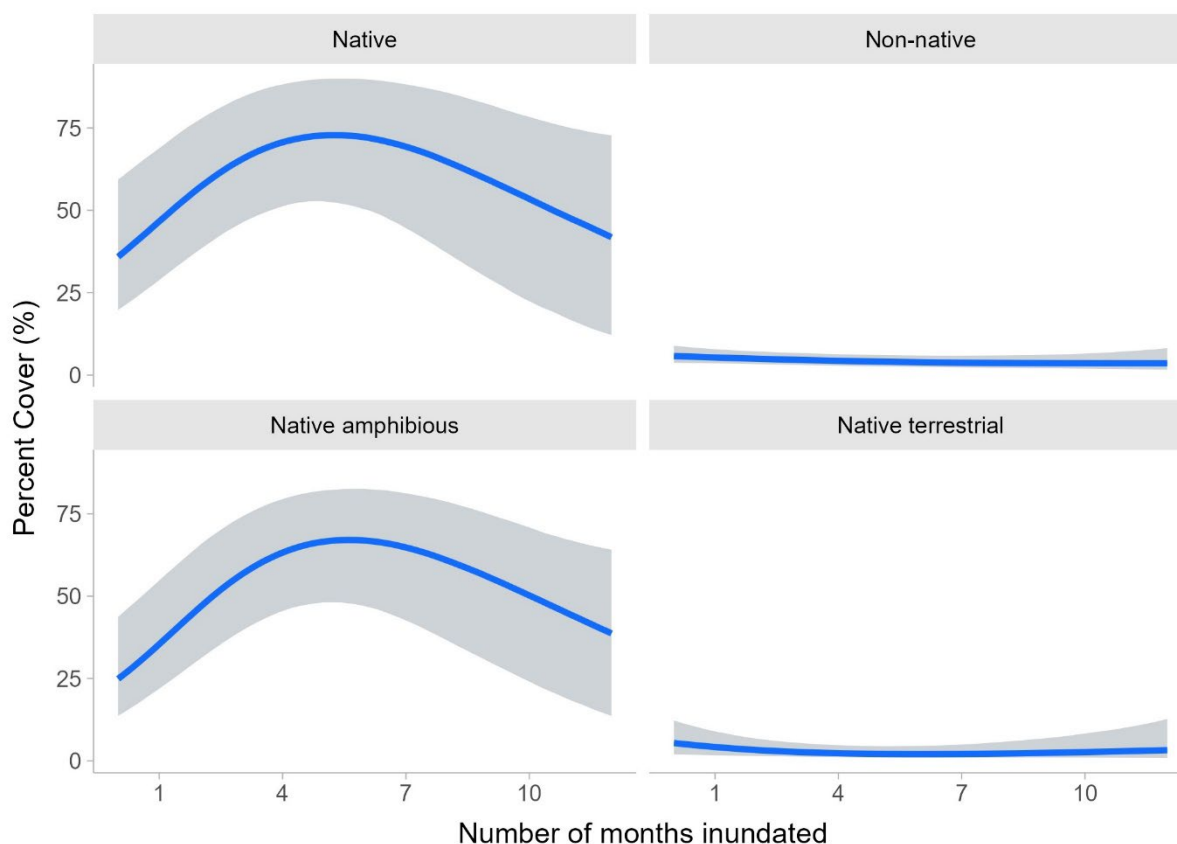 Native
Non-native
75
50
25
0
Native amphibious
Native terrestrial
75
50
25
0
1 4 7 10
1 4 7 10
Percent Cover (%)
Number of months inundated